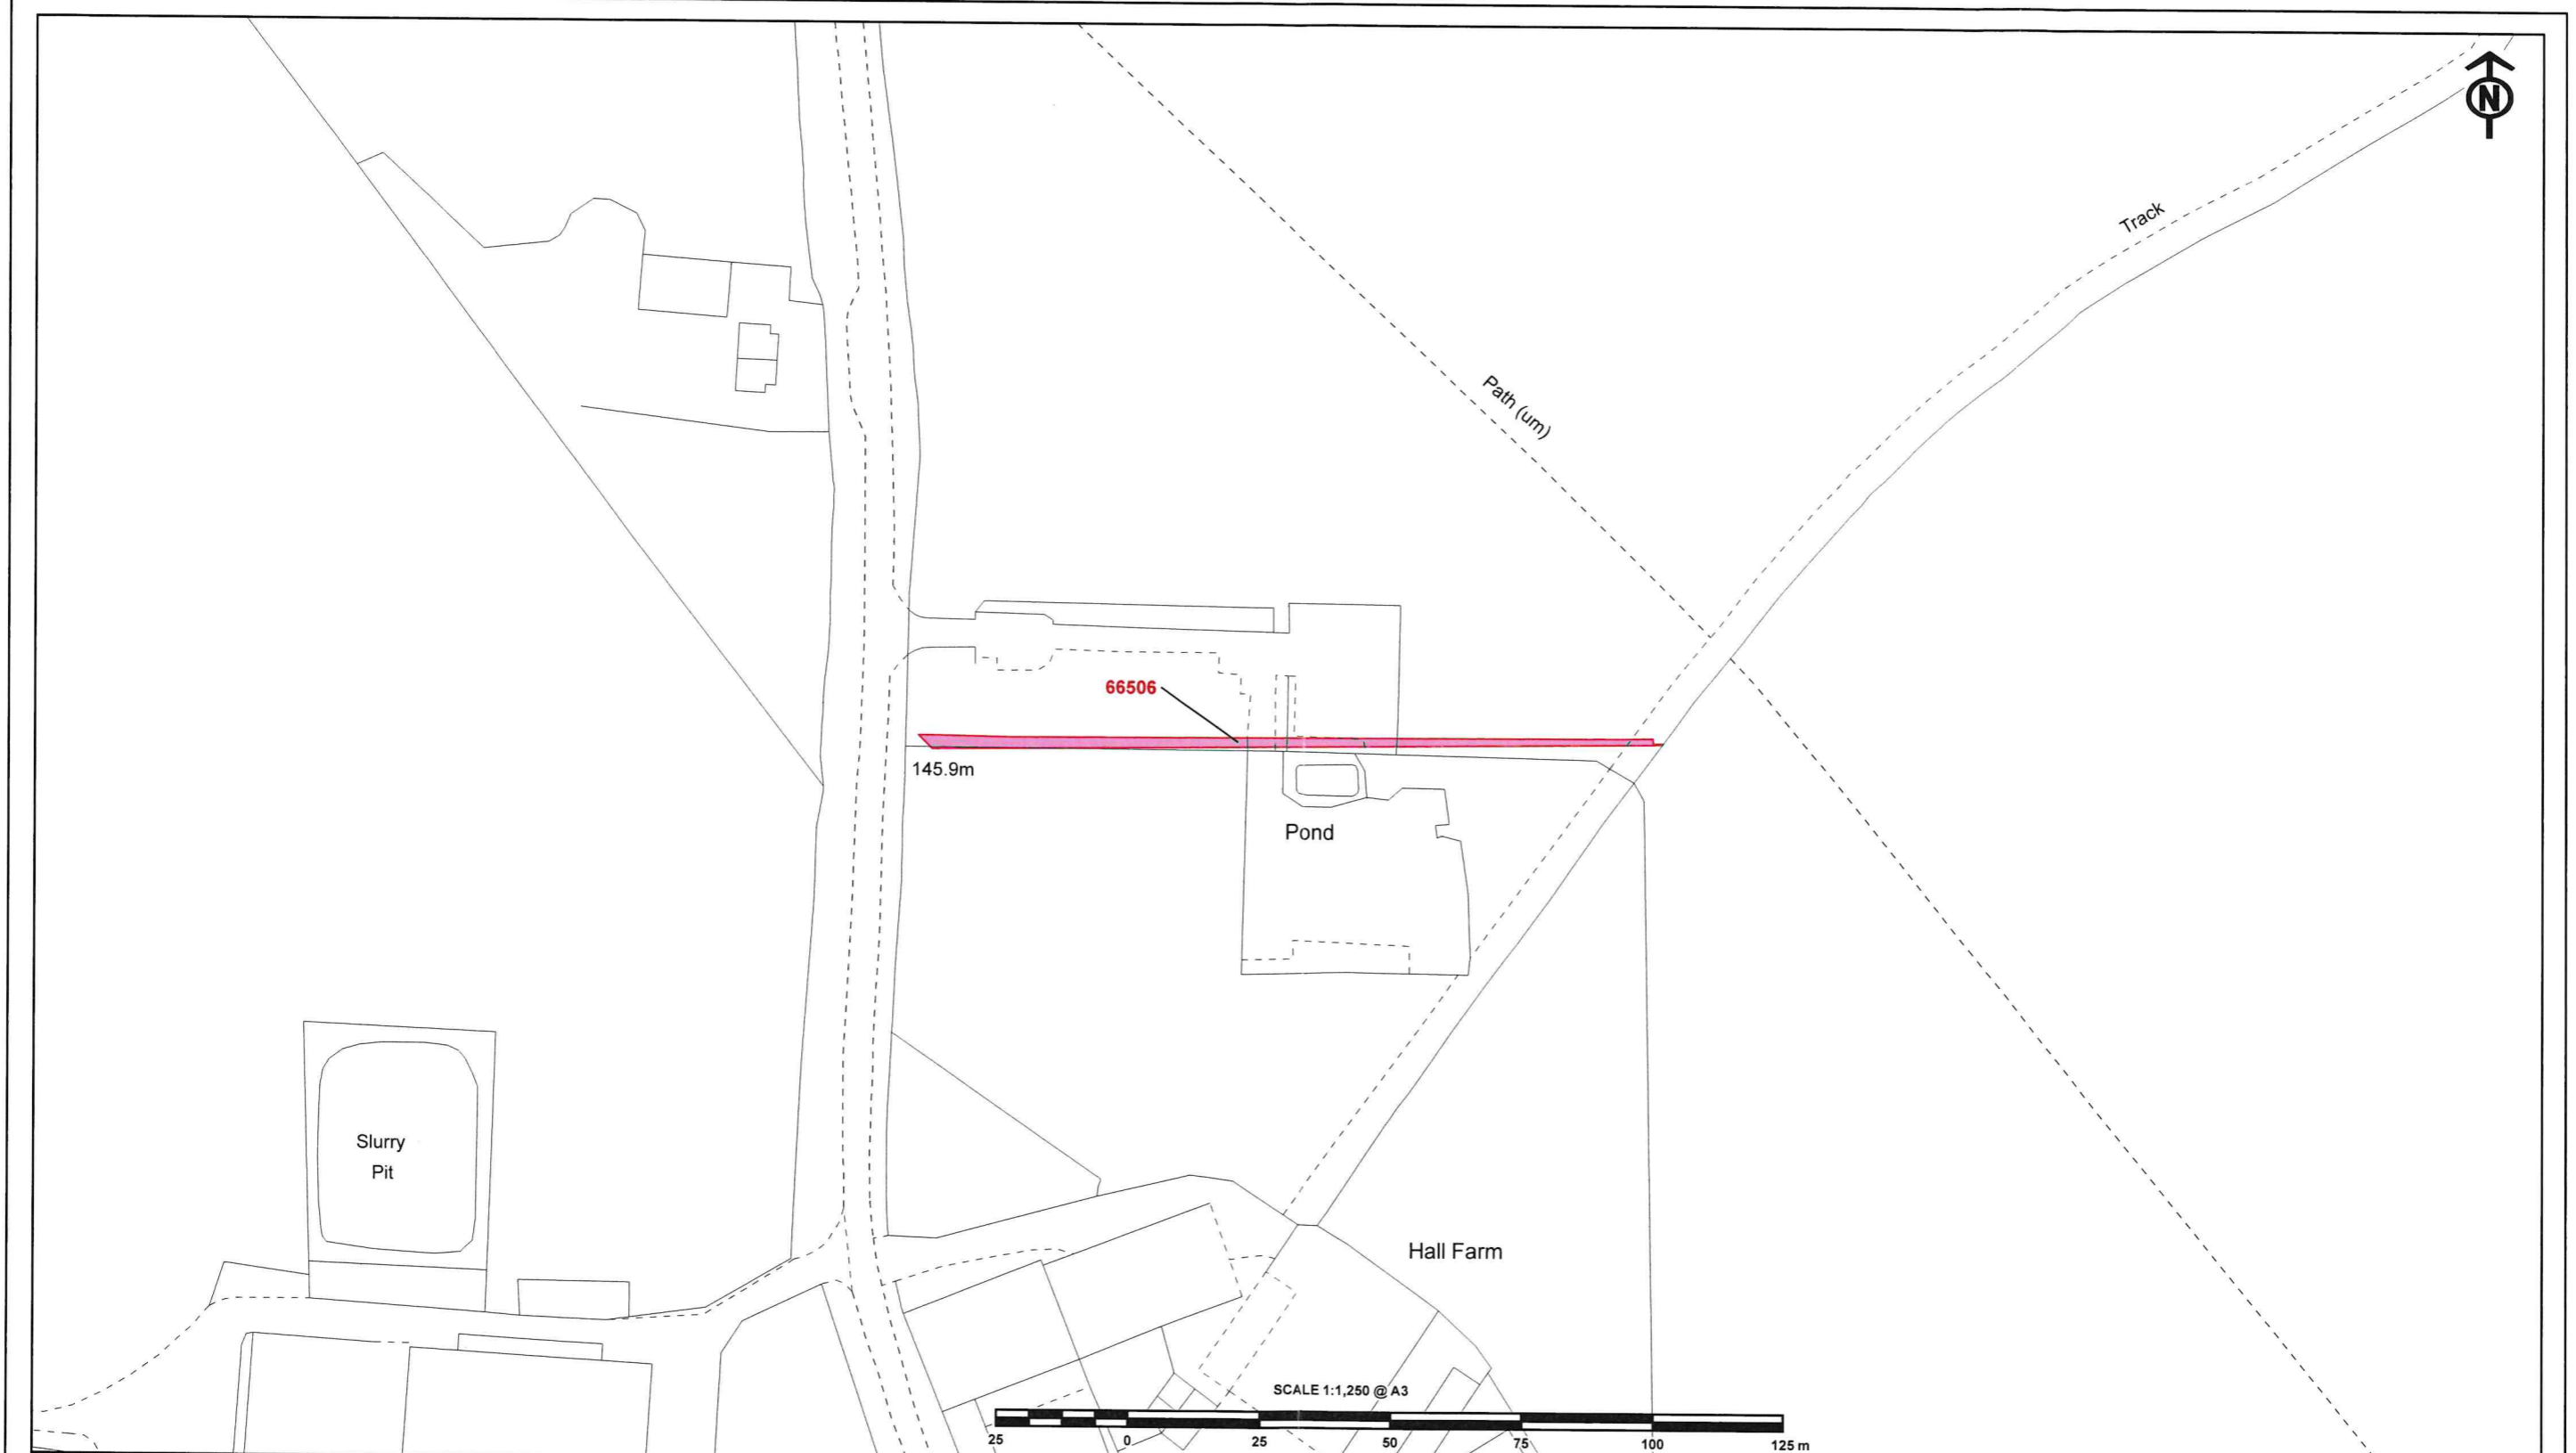 N
Track
Path (um)
66506
145.9m
Pond
Slurry
Pit
Hall Farm
SCALE 1:1,250 @ A3
25 0 25 50 75 100 125 m